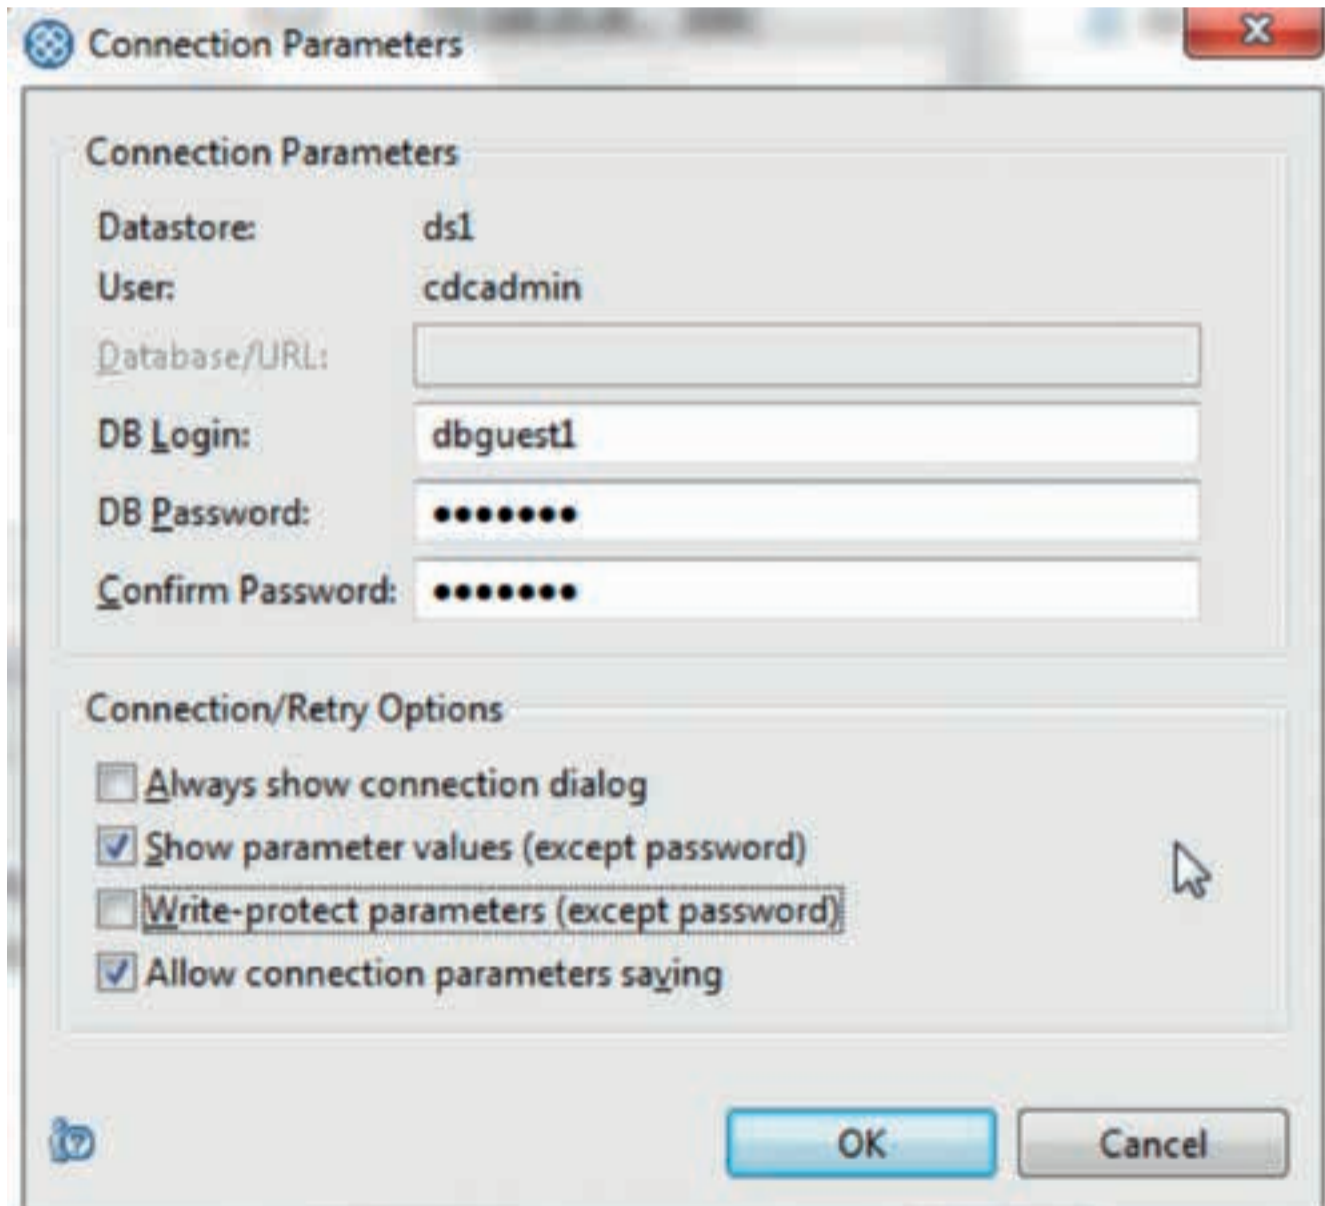 Connection Parameters
Connection Parameters
Datastore: ds1
User: cdcadmin
Database/URL:
DB Login: dbguest1
DB Password: •••••••
Confirm Password: •••••••
Connection/Retry Options
Always show connection dialog
Show parameter values (except password)
Write-protect parameters (except password)
Allow connection parameters saving
OK Cancel